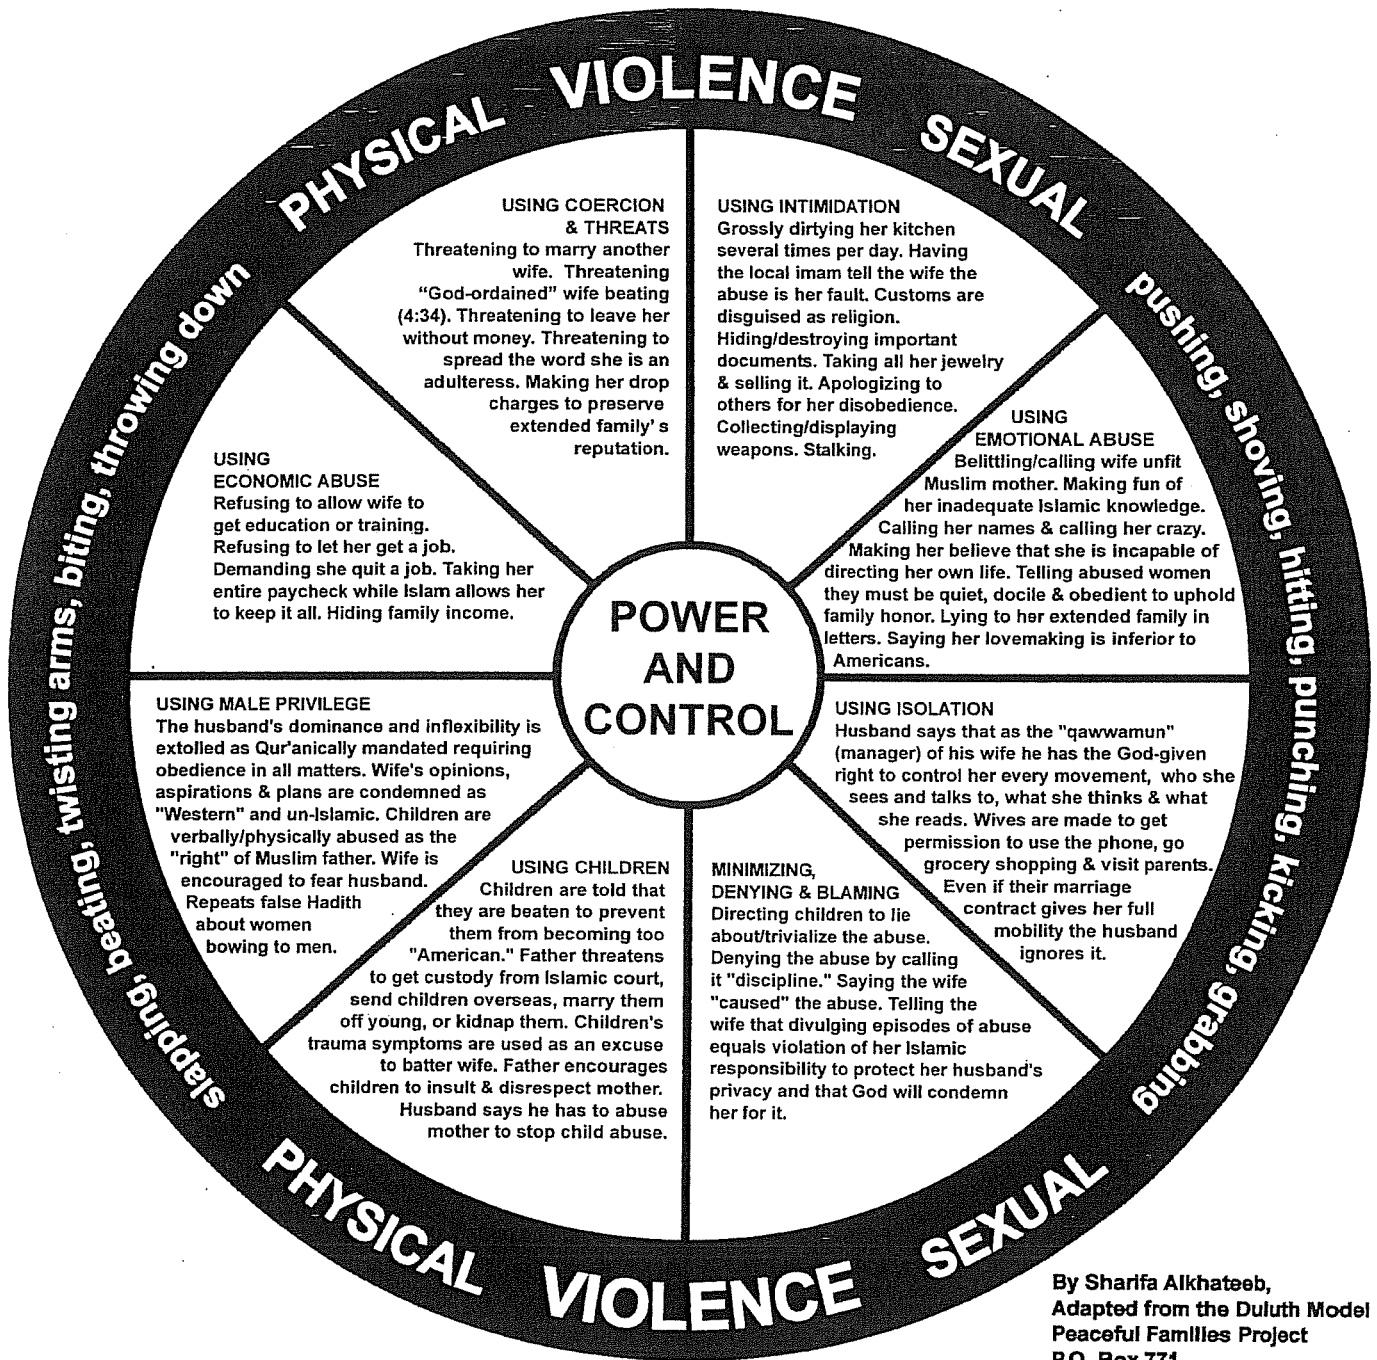 PHYSICAL VIOLENCE SEXUAL
pushing, shoving, hitting, punching, kicking, grabbing
slapping, beating, twisting arms, biting, throwing down
PHYSICAL VIOLENCE SEXUAL
POWER
AND
CONTROL
USING COERCION
& THREATS
Threatening to marry another
wife. Threatening
“God-ordained” wife beating
(4:34). Threatening to leave her
without money. Threatening to
spread the word she is an
adulteress. Making her drop
charges to preserve
extended family's
reputation.
USING INTIMIDATION
Grossly dirtying her kitchen
several times per day. Having
the local imam tell the wife the
abuse is her fault. Customs are
disguised as religion.
Hiding/destroying important
documents. Taking all her jewelry
& selling it. Apologizing to
others for her disobedience.
Collecting/displaying
weapons. Stalking.
USING
EMOTIONAL ABUSE
Belittling/calling wife unfit
Muslim mother. Making fun of
her inadequate Islamic knowledge.
Calling her names & calling her crazy.
Making her believe that she is incapable of
directing her own life. Telling abused women
they must be quiet, docile & obedient to uphold
family honor. Lying to her extended family in
letters. Saying her lovemaking is inferior to
Americans.
USING ISOLATION
Husband says that as the "qawwamun"
(manager) of his wife he has the God-given
right to control her every movement, who she
sees and talks to, what she thinks & what
she reads. Wives are made to get
permission to use the phone, go
grocery shopping & visit parents.
Even if their marriage
contract gives her full
mobility the husband
ignores it.
MINIMIZING,
DENYING & BLAMING
Directing children to lie
about/trivialize the abuse.
Denying the abuse by calling
it "discipline." Saying the wife
"caused" the abuse. Telling the
wife that divulging episodes of abuse
equals violation of her Islamic
responsibility to protect her husband's
privacy and that God will condemn
her for it.
USING CHILDREN
Children are told that
they are beaten to prevent
them from becoming too
"American." Father threatens
to get custody from Islamic court,
send children overseas, marry them
off young, or kidnap them. Children's
trauma symptoms are used as an excuse
to batter wife. Father encourages
children to insult & disrespect mother.
Husband says he has to abuse
mother to stop child abuse.
USING MALE PRIVILEGE
The husband's dominance and inflexibility is
extolled as Qur'anically mandated requiring
obedience in all matters. Wife's opinions,
aspirations & plans are condemned as
"Western" and un-Islamic. Children are
verbally/physically abused as the
"right" of Muslim father. Wife is
encouraged to fear husband.
Repeats false Hadith
about women
bowing to men.
USING
ECONOMIC ABUSE
Refusing to allow wife to
get education or training.
Refusing to let her get a job.
Demanding she quit a job. Taking her
entire paycheck while Islam allows her
to keep it all. Hiding family income.
By Sharifa Alkhateeb,
Adapted from the Duluth Model
Peaceful Families Project
P.O. Box 771